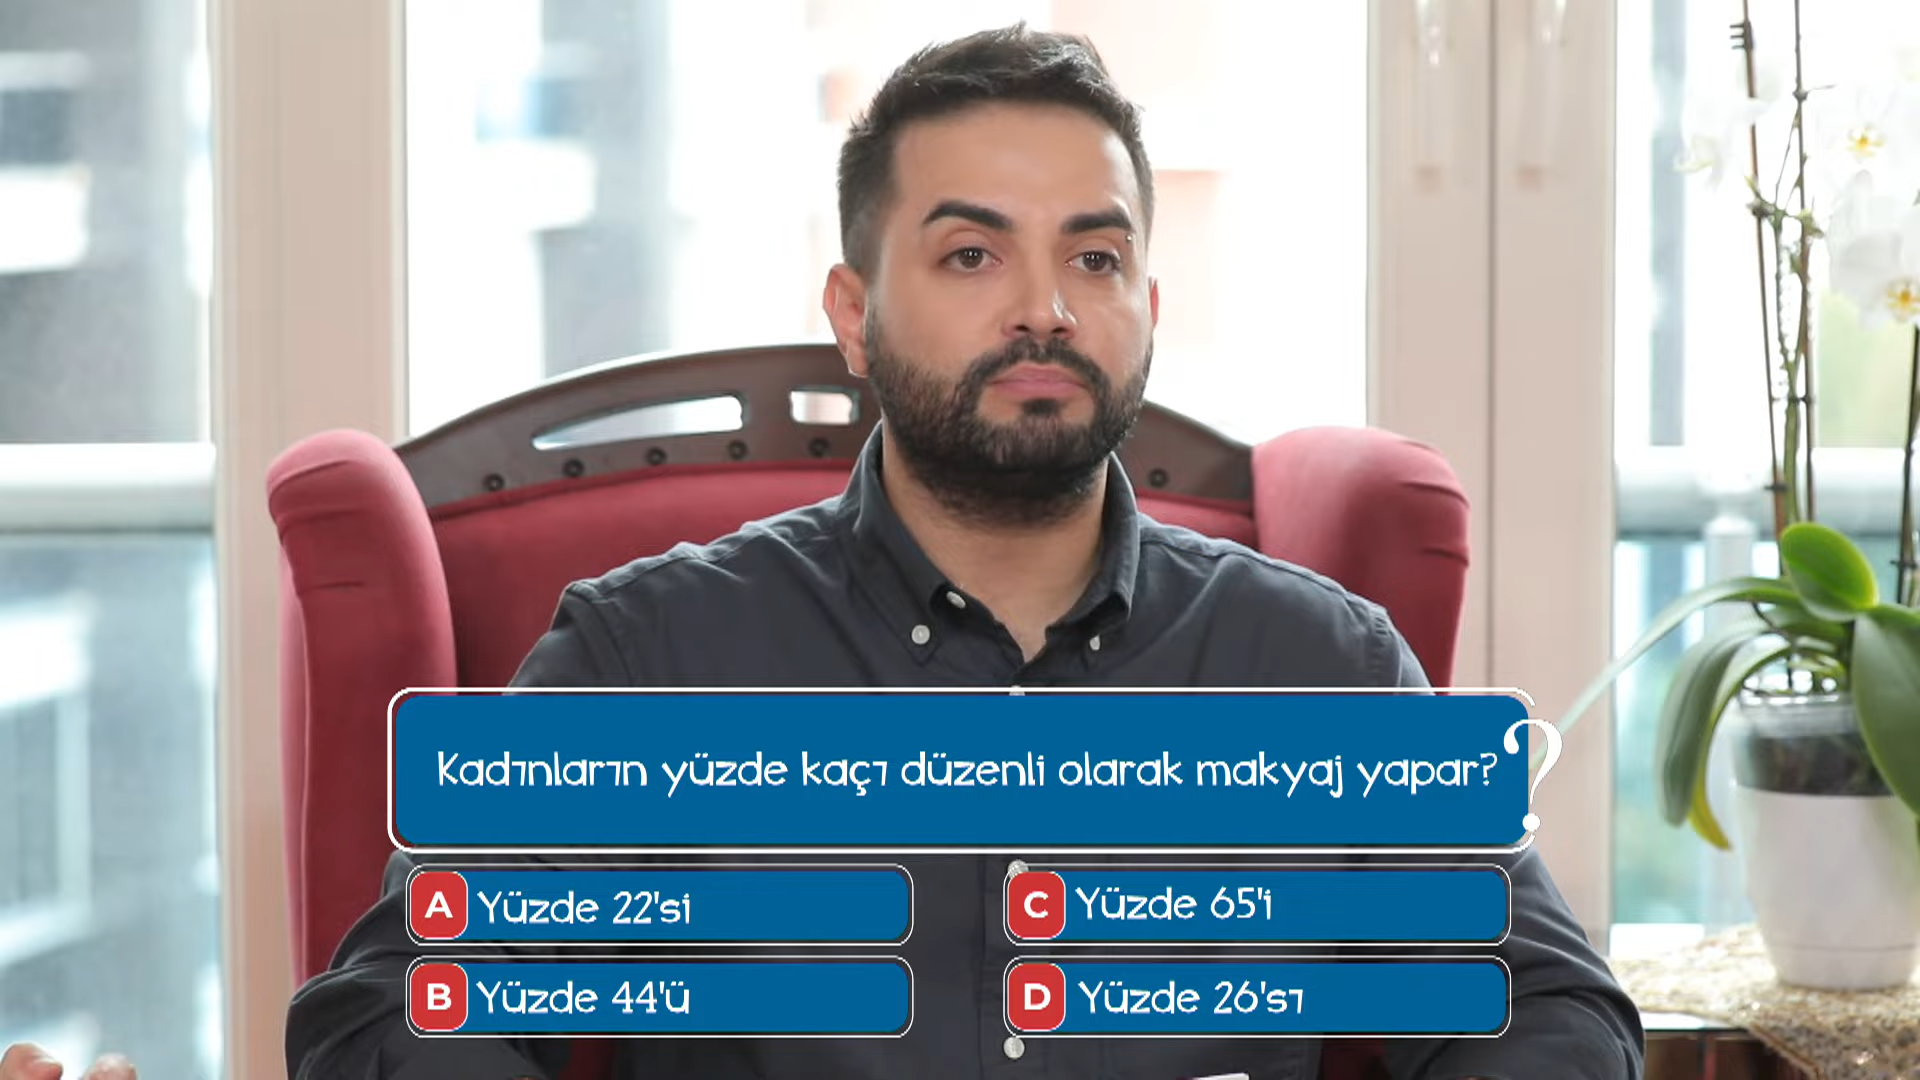 Kadınların yüzde kaçı düzenli olarak makyaj yapar?
?
A Yüzde 22'si
C Yüzde 65'i
B Yüzde 44'ü
D Yüzde 26'sı